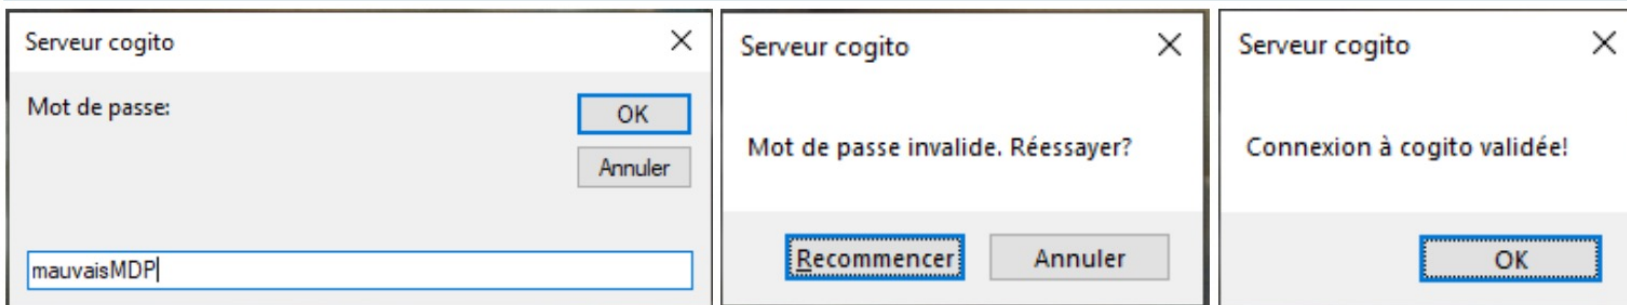 Serveur cogito
Mot de passe:
OK
Annuler
mauvaisMDP
Serveur cogito
Mot de passe invalide. Réessayer?
Recommencer
Annuler
Serveur cogito
Connexion à cogito validée!
OK